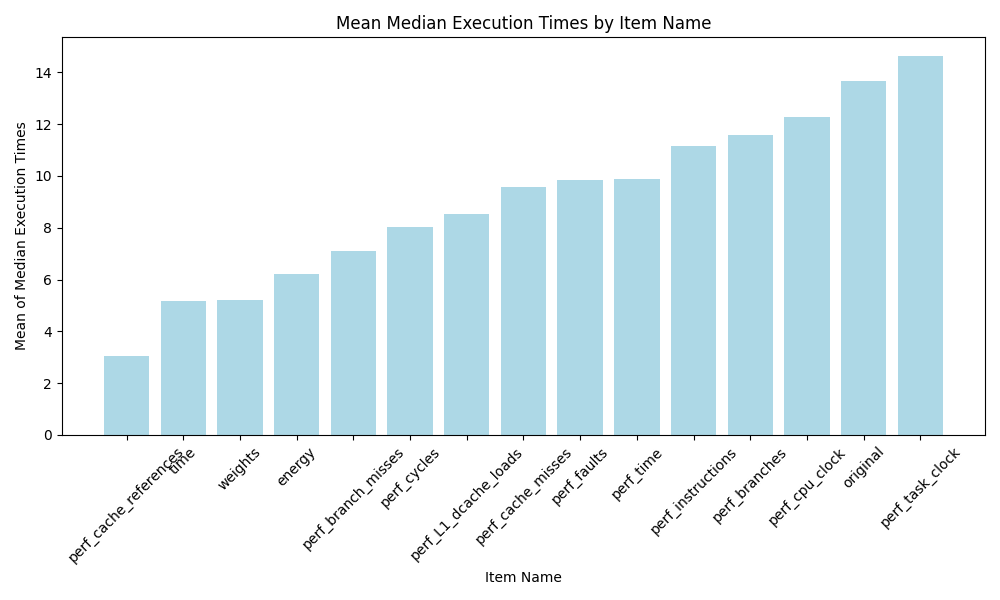 Mean Median Execution Times by Item Name
Mean of Median Execution Times
14
12
10
8
6
4
2
0
perf_cache_references
time
weights
energy
perf_branch_misses
perf_cycles
perf_L1_dcache_loads
perf_cache_misses
perf_faults
perf_time
perf_instructions
perf_branches
perf_cpu_clock
original
perf_task_clock
Item Name